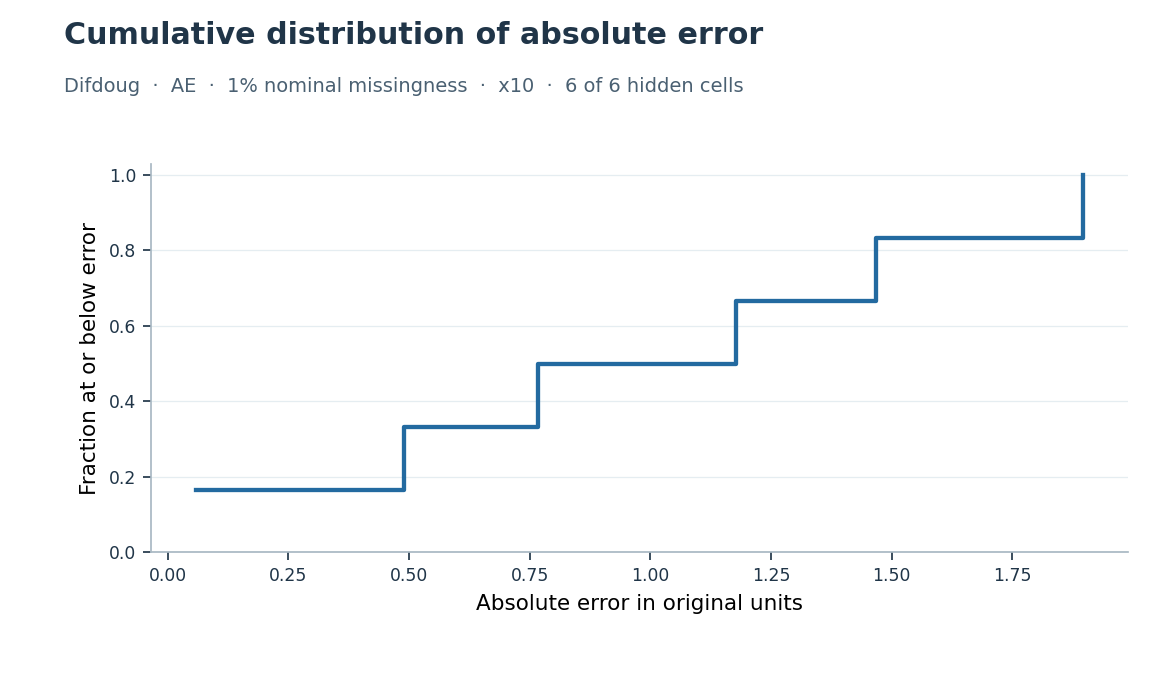 Cumulative distribution of absolute error
Difdoug · AE · 1% nominal missingness · x10 · 6 of 6 hidden cells
Fraction at or below error
1.0
0.8
0.6
0.4
0.2
0.0
0.00 0.25 0.50 0.75 1.00 1.25 1.50 1.75
Absolute error in original units